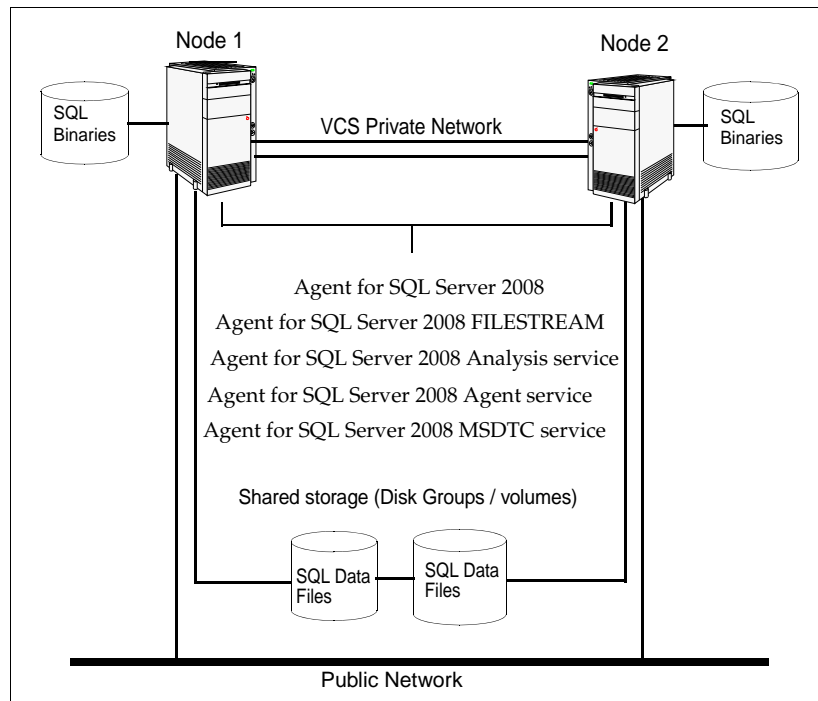 Node 1
Node 2
SQL
Binaries
VCS Private Network
SQL
Binaries
Agent for SQL Server 2008
Agent for SQL Server 2008 FILESTREAM
Agent for SQL Server 2008 Analysis service
Agent for SQL Server 2008 Agent service
Agent for SQL Server 2008 MSDTC service
Shared storage (Disk Groups / volumes)
SQL Data
Files
SQL Data
Files
Public Network